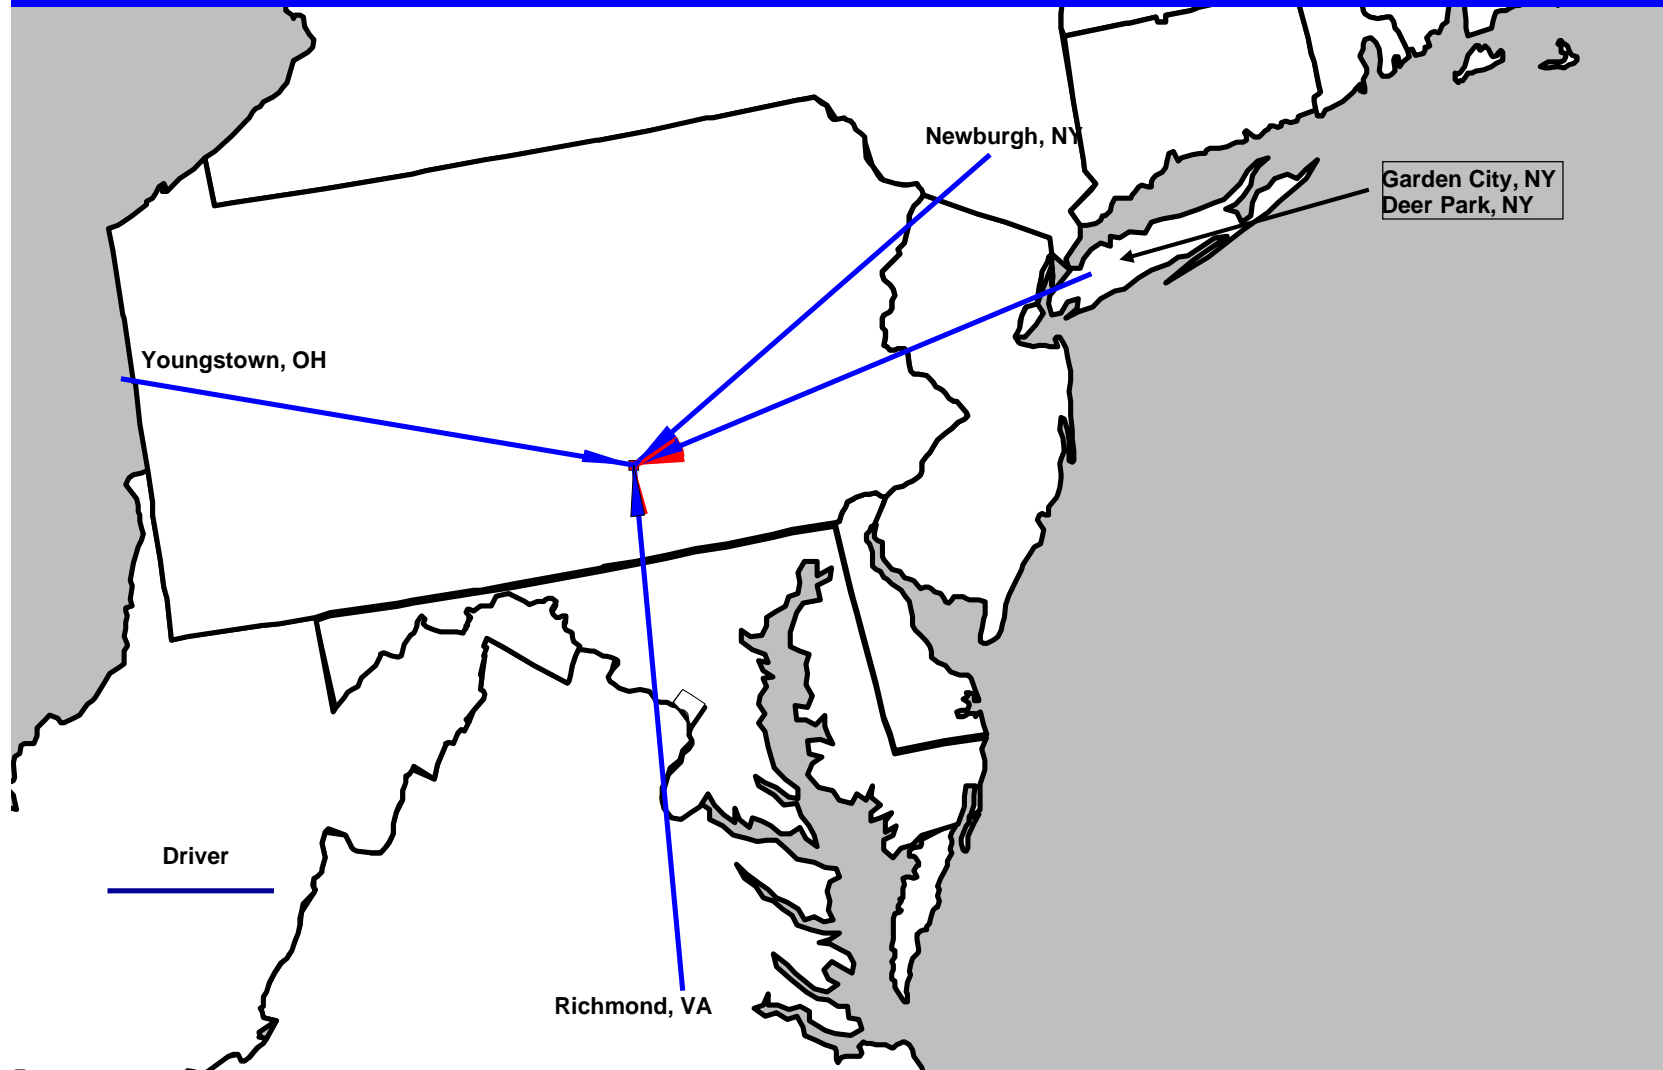 Newburgh, NY
Garden City, NY
Deer Park, NY
Youngstown, OH
Driver
Richmond, VA